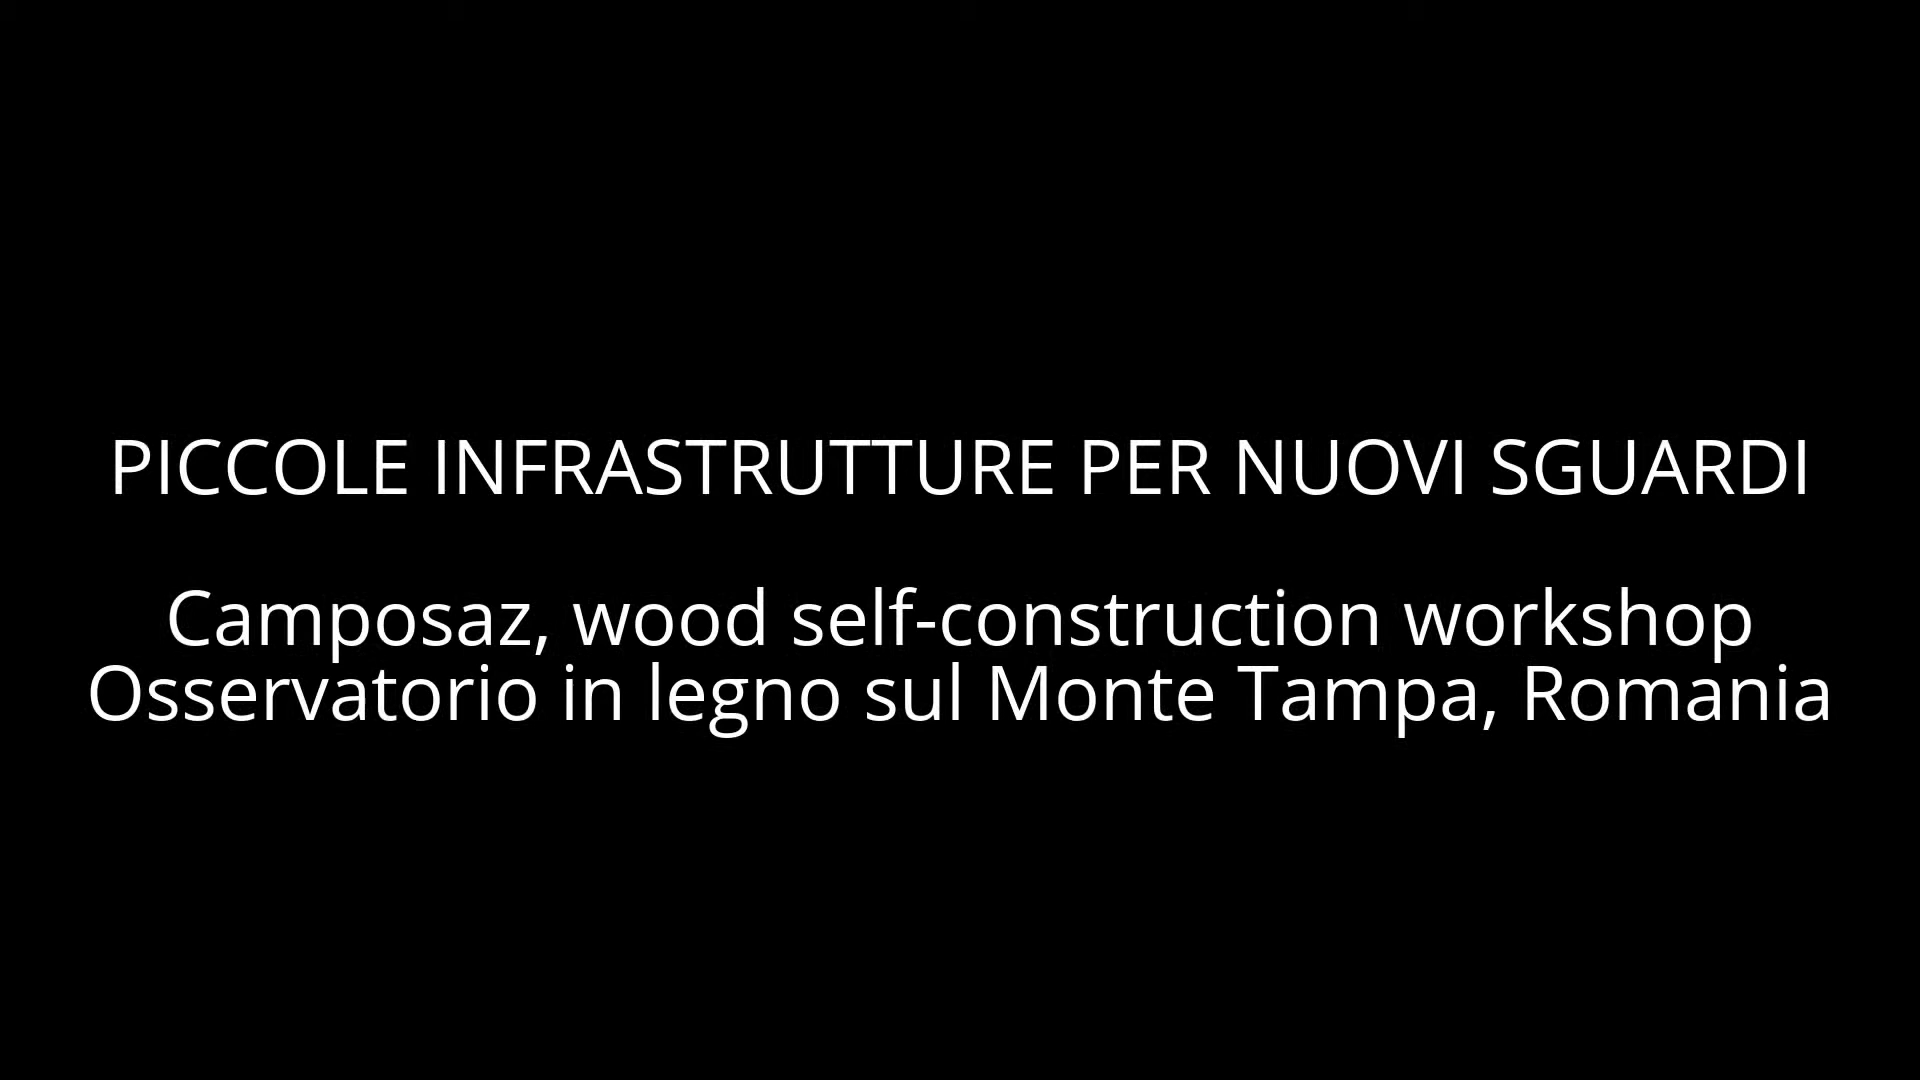 PICCOLE INFRASTRUTTURE PER NUOVI SGUARDI
Camposaz, wood self-construction workshop
Osservatorio in legno sul Monte Tampa, Romania